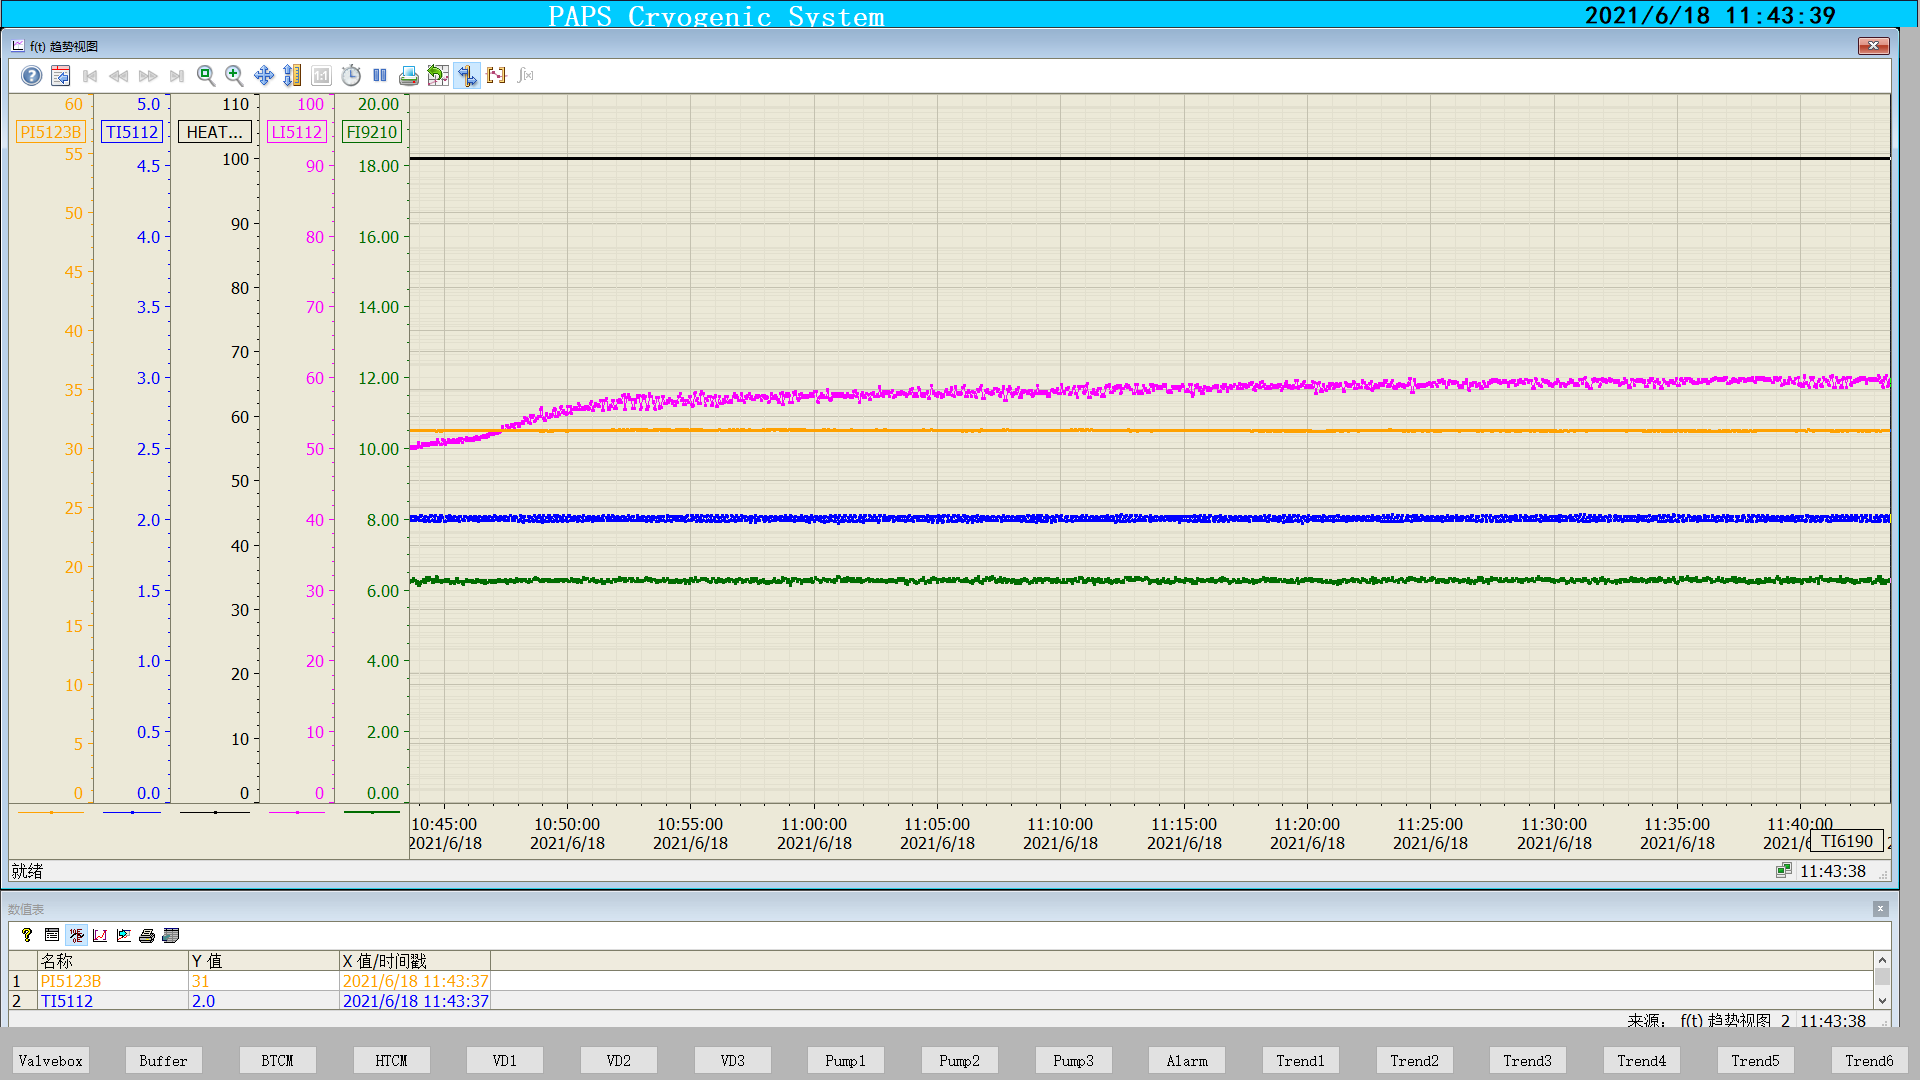 PAPS Cryogenic System 2021/6/18 11:43:39
f(t) 趋势视图
60 5.0 110 100 20.00
PI5123B TI5112 HEAT... LI5112 FI9210
55 4.5 100 90 18.00
50 4.0 90 80 16.00
45 3.5 80 70 14.00
40 3.0 70 60 12.00
35 2.5 60 50 10.00
30 2.0 50 40 8.00
25 1.5 40 30 6.00
20 1.0 30 20 4.00
15 0.5 20 10 2.00
10 0.0 10 0 0.00
5 0
0
10:45:00 10:50:00 10:55:00 11:00:00 11:05:00 11:10:00 11:15:00 11:20:00 11:25:00 11:30:00 11:35:00 11:40:00
2021/6/18 2021/6/18 2021/6/18 2021/6/18 2021/6/18 2021/6/18 2021/6/18 2021/6/18 2021/6/18 2021/6/18 2021/6/18 2021/6 TI6190
就绪 11:43:38
数值表
名称 Y 值 X 值/时间戳
1 PI5123B 31 2021/6/18 11:43:37
2 TI5112 2.0 2021/6/18 11:43:37
来源： f(t) 趋势视图_2 11:43:38
Valvebox Buffer BTCM HTCM VD1 VD2 VD3 Pump1 Pump2 Pump3 Alarm Trend1 Trend2 Trend3 Trend4 Trend5 Trend6